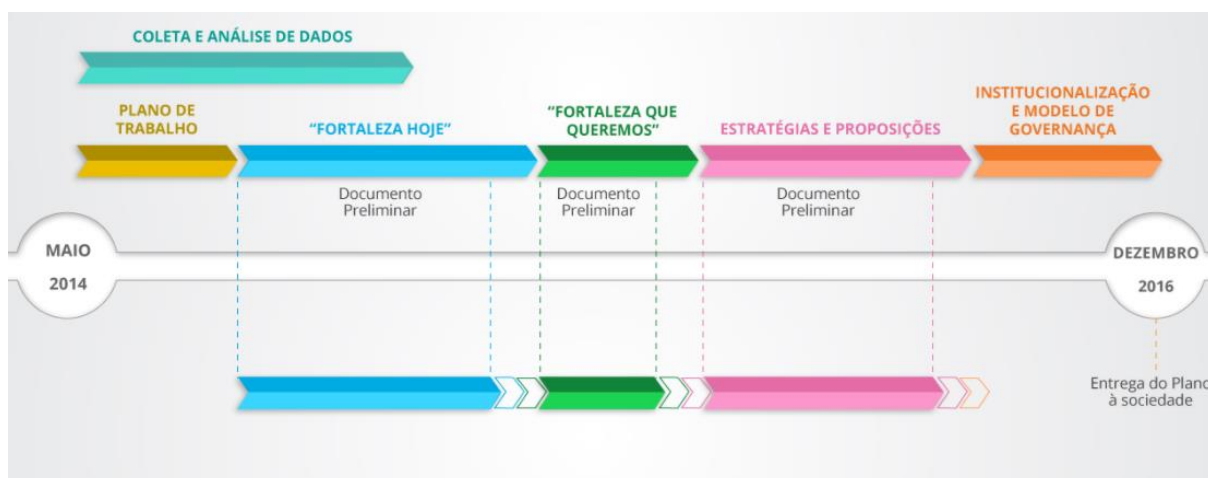 COLETA E ANÁLISE DE DADOS
PLANO DE
TRABALHO
“FORTALEZA HOJE”
“FORTALEZA QUE
QUEREMOS”
ESTRATÉGIAS E PROPOSIÇÕES
INSTITUCIONALIZAÇÃO
E MODELO DE
GOVERNANÇA
Documento
Preliminar
Documento
Preliminar
Documento
Preliminar
MAIO
2014
DEZEMBRO
2016
Entrega do Plano
à sociedade